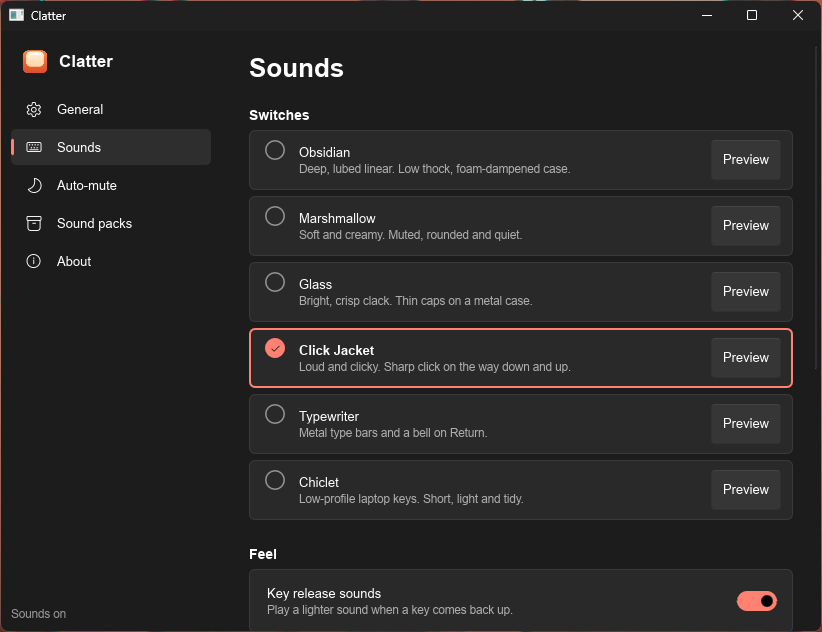 Clatter
Clatter
General
Sounds
Auto-mute
Sound packs
About
Sounds on
Sounds
Switches
Obsidian
Deep, lubed linear. Low thock, foam-dampened case.
Preview
Marshmallow
Soft and creamy. Muted, rounded and quiet.
Preview
Glass
Bright, crisp clack. Thin caps on a metal case.
Preview
Click Jacket
Loud and clicky. Sharp click on the way down and up.
Preview
Typewriter
Metal type bars and a bell on Return.
Preview
Chiclet
Low-profile laptop keys. Short, light and tidy.
Preview
Feel
Key release sounds
Play a lighter sound when a key comes back up.